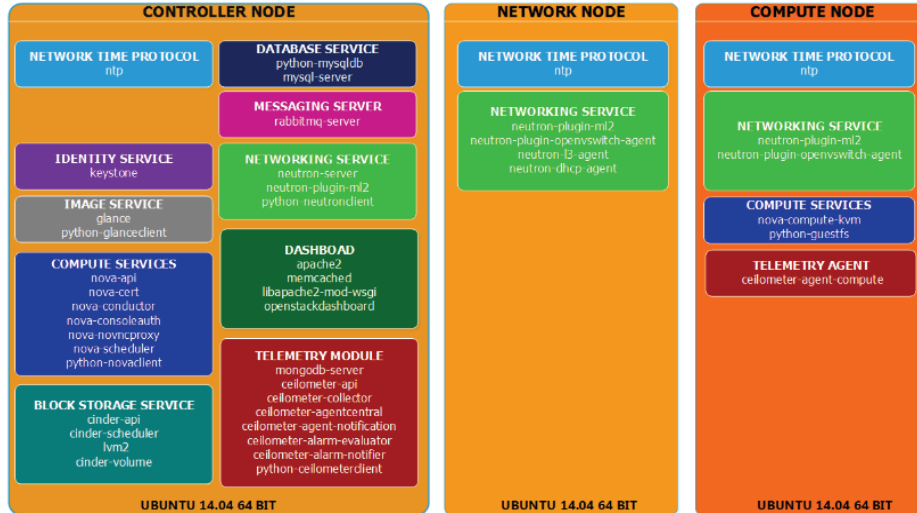 CONTROLLER NODE
NETWORK TIME PROTOCOL
ntp
IDENTITY SERVICE
keystone
IMAGE SERVICE
glance
python-glanceclient
COMPUTE SERVICES
nova-api
nova-cert
nova-conductor
nova-consoleauth
nova-novncproxy
nova-scheduler
python-novaclient
BLOCK STORAGE SERVICE
cinder-api
cinder-scheduler
lvm2
cinder-volume
DATABASE SERVICE
python-mysqldb
mysql-server
MESSAGING SERVER
rabbitmq-server
NETWORKING SERVICE
neutron-server
neutron-plugin-ml2
python-neutronclient
DASHBOAD
apache2
memcached
libapache2-mod-wsgi
openstackdashboard
TELEMETRY MODULE
mongodb-server
ceilometer-api
ceilometer-collector
ceilometer-agentcentral
ceilometer-agent-notification
ceilometer-alarm-evaluator
ceilometer-alarm-notifier
python-ceilometerclient
UBUNTU 14.04 64 BIT
NETWORK NODE
NETWORK TIME PROTOCOL
ntp
NETWORKING SERVICE
neutron-plugin-ml2
neutron-plugin-openvswitch-agent
neutron-l3-agent
neutron-dhcp-agent
UBUNTU 14.04 64 BIT
COMPUTE NODE
NETWORK TIME PROTOCOL
ntp
NETWORKING SERVICE
neutron-plugin-ml2
neutron-plugin-openvswitch-agent
COMPUTE SERVICES
nova-compute-kvm
python-guestfs
TELEMETRY AGENT
ceilometer-agent-compute
UBUNTU 14.04 64 BIT